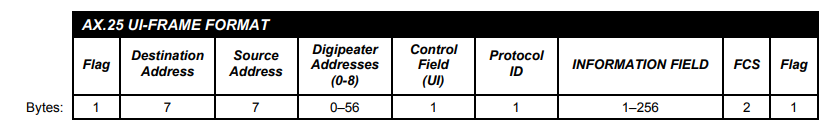 AX.25 UI-FRAME FORMAT
Flag Destination Address Source Address Digipeater Addresses (0-8) Control Field (UI) Protocol ID INFORMATION FIELD FCS Flag
Bytes: 1 7 7 0–56 1 1 1–256 2 1